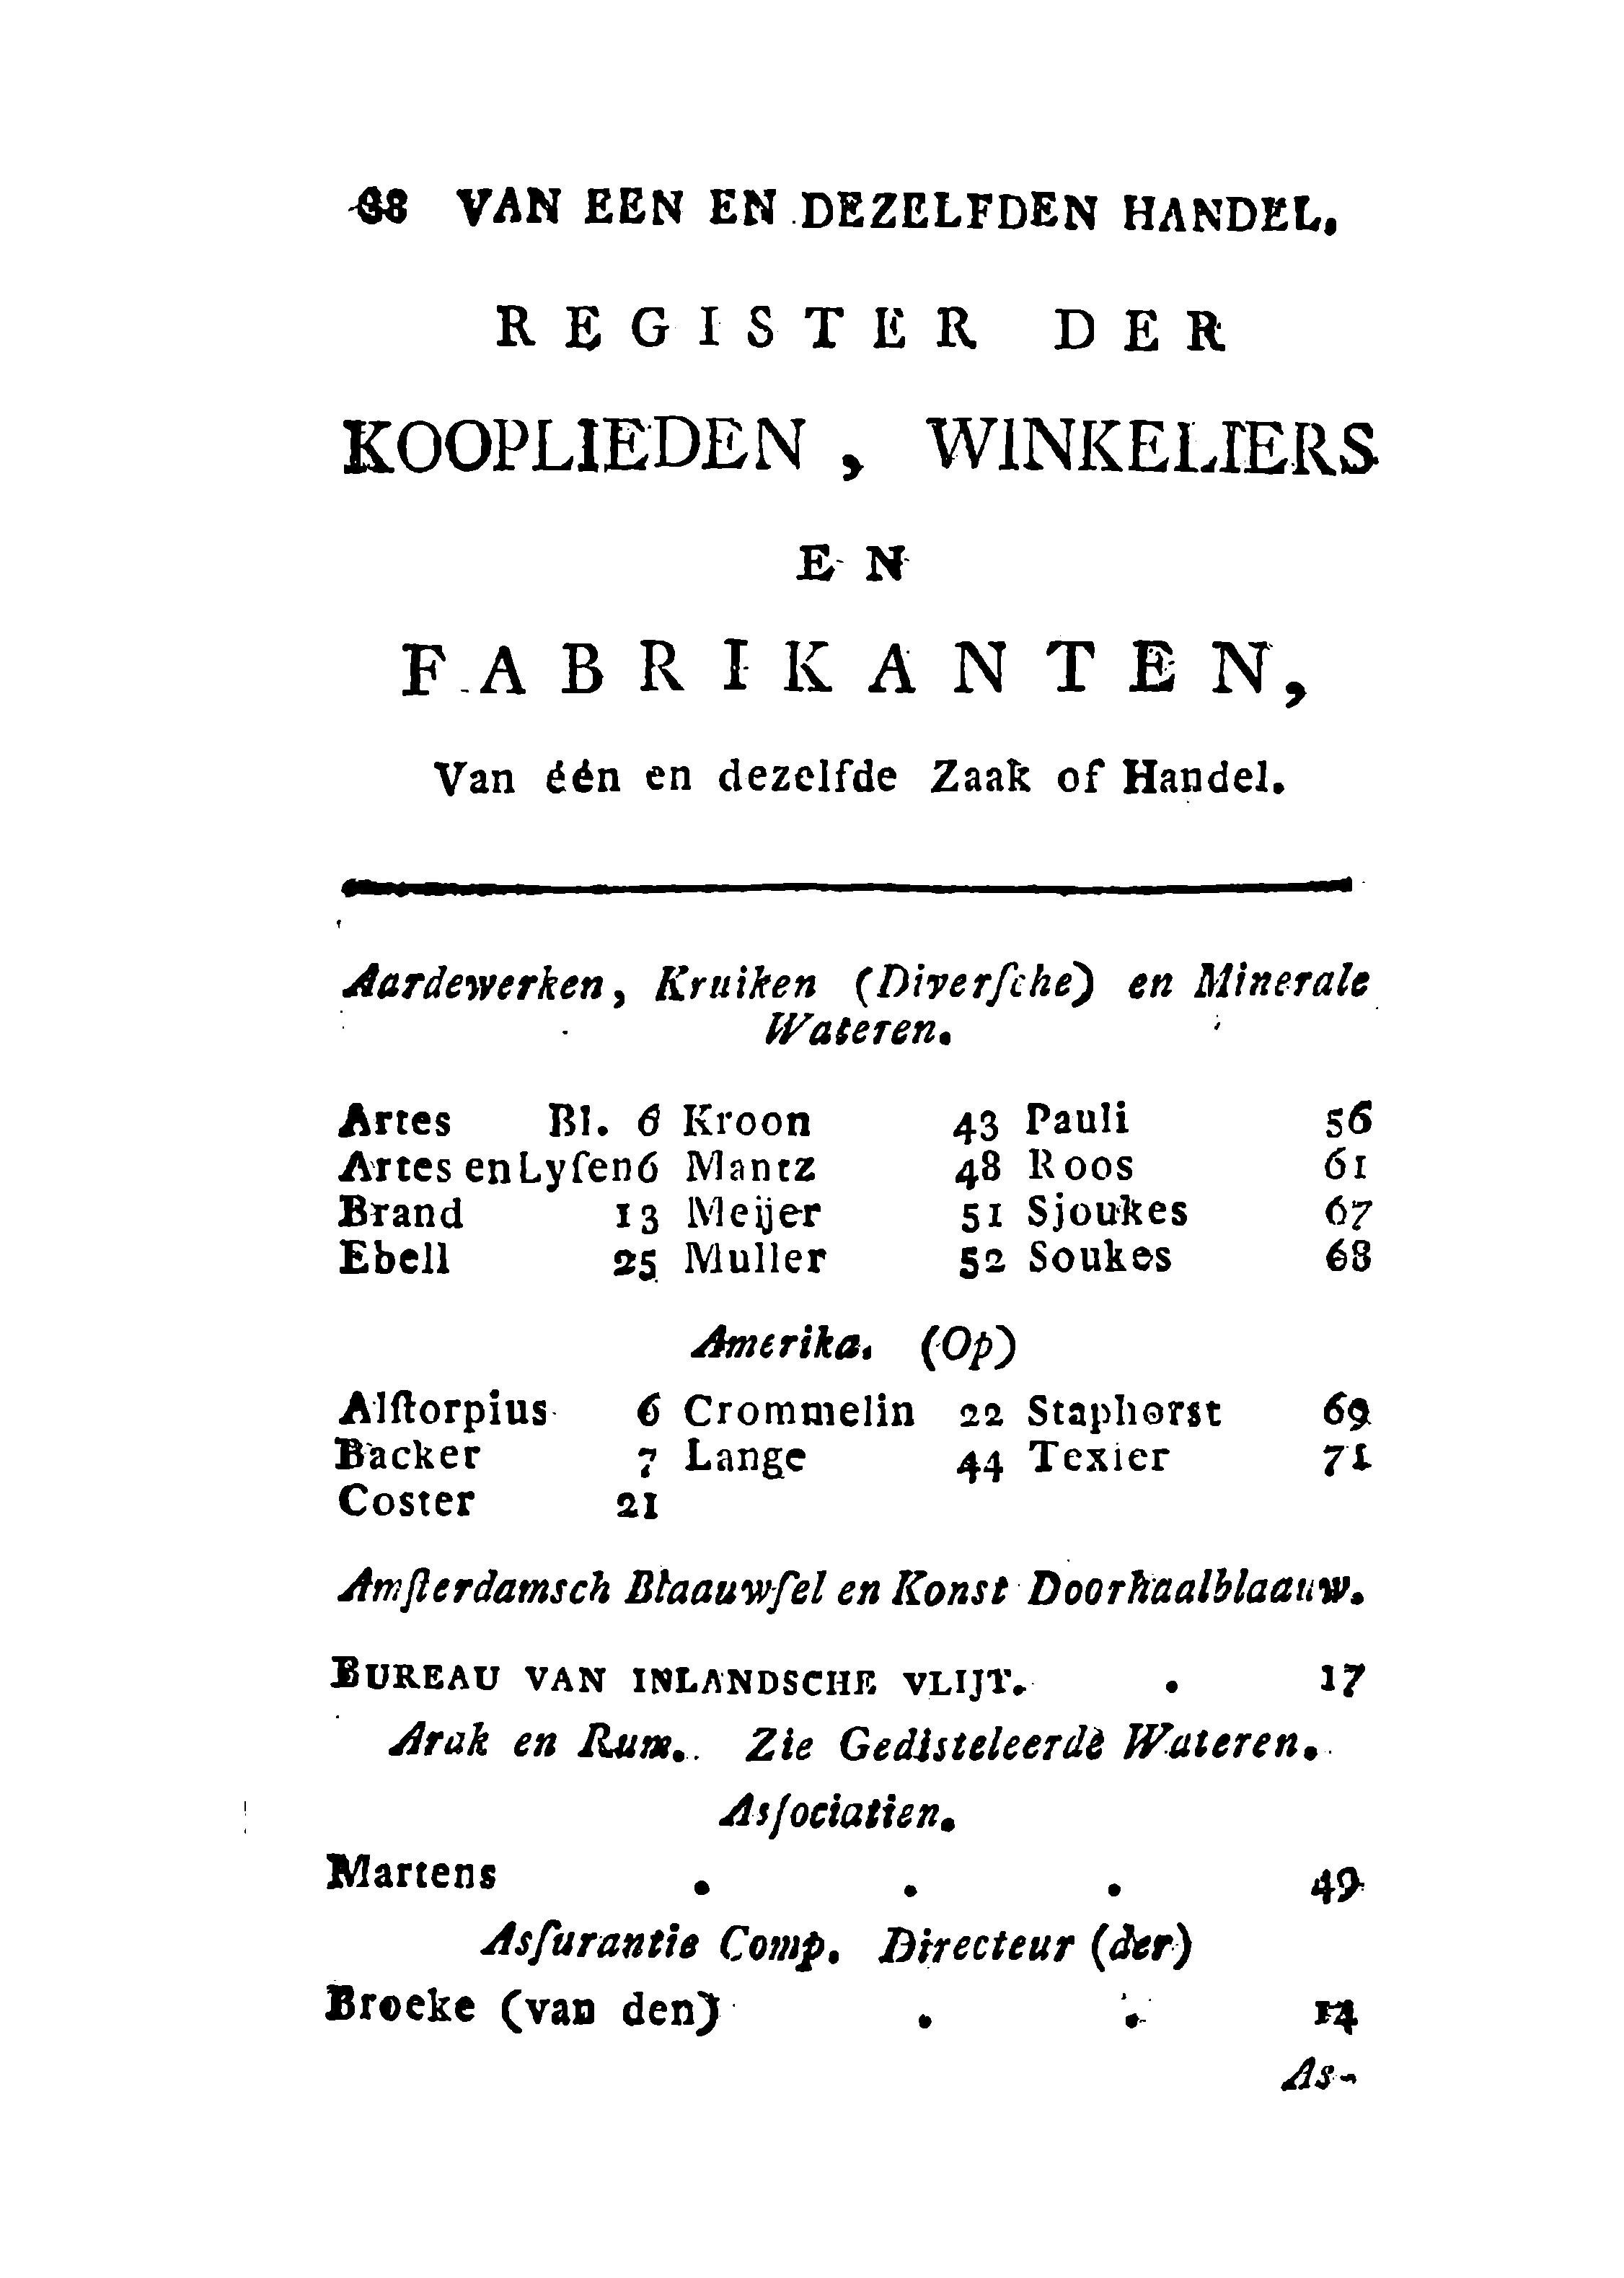 88 VAN EEN EN DEZELFDEN HANDEL.
REGISTER DER
KOOPLIEDEN, WINKELIERS
EN
FABRIKANTEN,
Van één en dezelfde Zaak of Handel.
Aardewerken, Kruiken (Diverſche) en Minerale
Wateren.
Artes Bl. 6 Kroon 43 Pauli 56
Artes en Lyſen 6 Mantz 48 Roos 61
Brand 13 Meijer 51 Sjoukes 67
Ebell 25 Muller 52 Soukes 68
Amerika. (Op)
Alſtorpius 6 Crommelin 22 Staphorst 69
Backer 7 Lange 44 Texier 71
Coster 21
Amſterdamsch Blaauwſel en Konst Doorhaalblaauw.
BUREAU VAN INLANDSCHE VLIJT. . 17
Arak en Rum. Zie Gedisteleerde Wateren.
Asſociatien.
Martens . . . 49
Asſurantie Comp. Directeur (der)
Broeke (van den) . . 14
As-